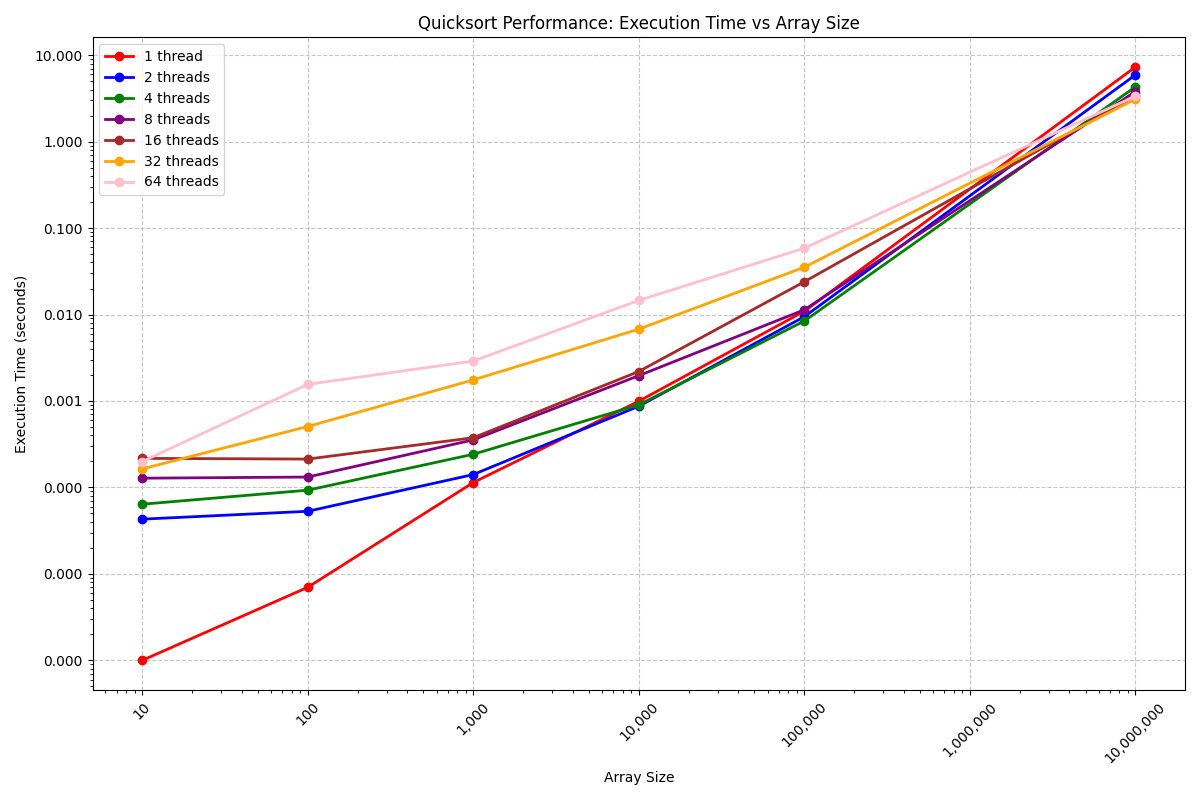 Quicksort Performance: Execution Time vs Array Size
1 thread
2 threads
4 threads
8 threads
16 threads
32 threads
64 threads
10.000
1.000
0.100
0.010
0.001
0.000
0.000
0.000
Execution Time (seconds)
10
100
1,000
10,000
100,000
1,000,000
10,000,000
Array Size